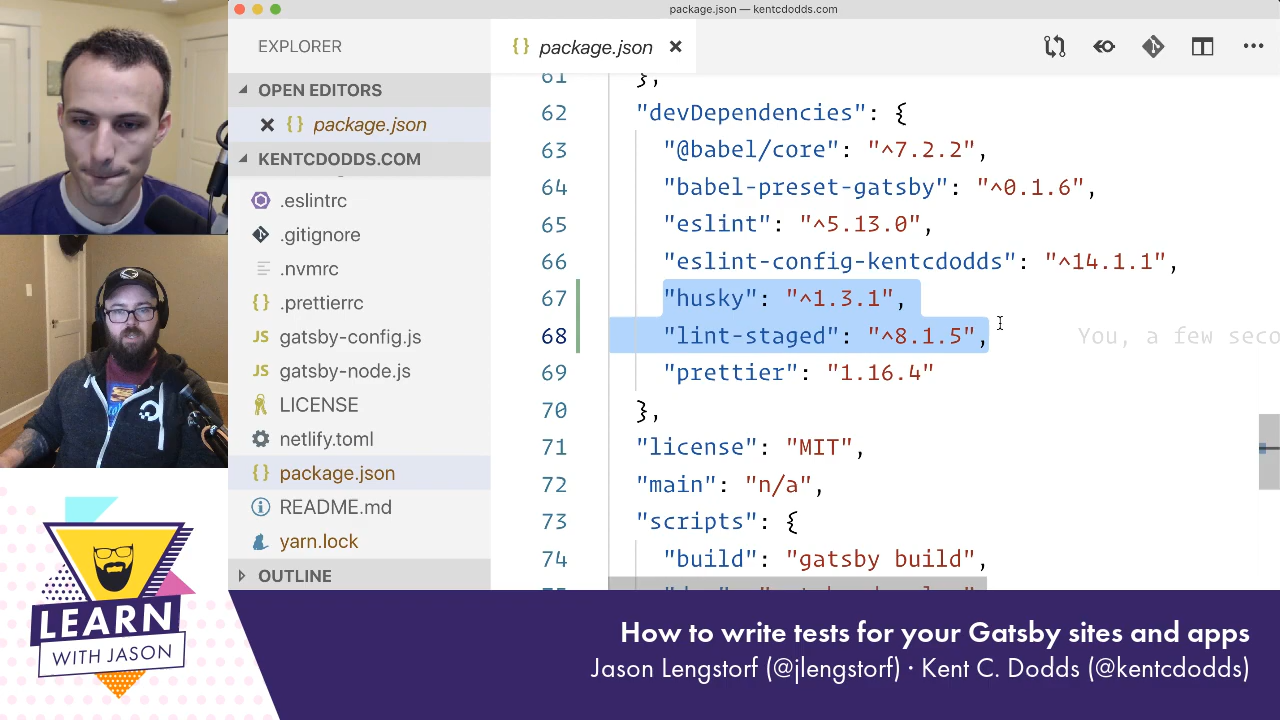 package.json — kentcdodds.com
EXPLORER
OPEN EDITORS
{ } package.json
KENTCDODDS.COM
.eslintrc
.gitignore
.nvmrc
{ } .prettierrc
JS gatsby-config.js
JS gatsby-node.js
LICENSE
netlify.toml
{ } package.json
README.md
yarn.lock
OUTLINE
{ } package.json
61 },
62 "devDependencies": {
63 "@babel/core": "^7.2.2",
64 "babel-preset-gatsby": "^0.1.6",
65 "eslint": "^5.13.0",
66 "eslint-config-kentcdodds": "^14.1.1",
67 "husky": "^1.3.1",
68 "lint-staged": "^8.1.5", You, a few seco
69 "prettier": "1.16.4"
70 },
71 "license": "MIT",
72 "main": "n/a",
73 "scripts": {
74 "build": "gatsby build",
LEARN
WITH JASON
How to write tests for your Gatsby sites and apps
Jason Lengstorf (@jlengstorf) · Kent C. Dodds (@kentcdodds)